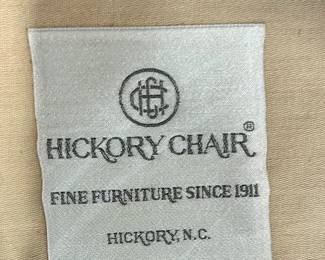 HICKORY CHAIR®
FINE FURNITURE SINCE 1911
HICKORY, N.C.